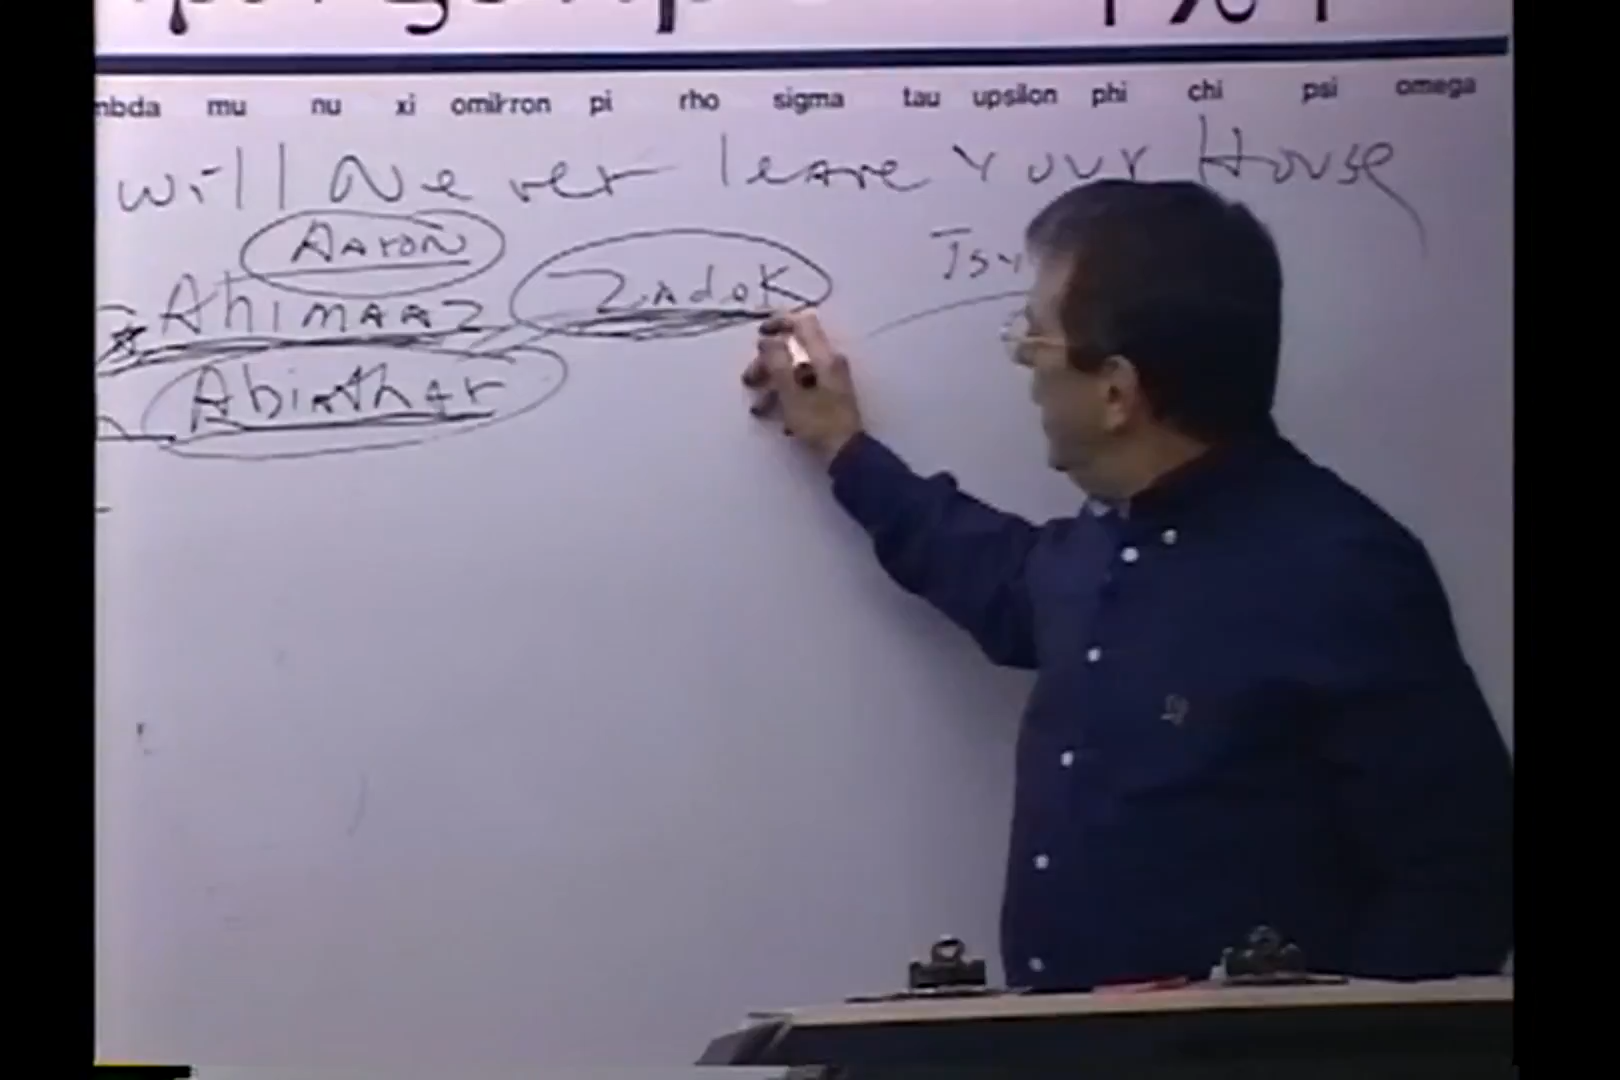 mu nu xi omikron pi rho sigma tau upsilon phi chi psi omega
will Never leave Your House
Aaron
Ahimaaz Zadok
Abiathar